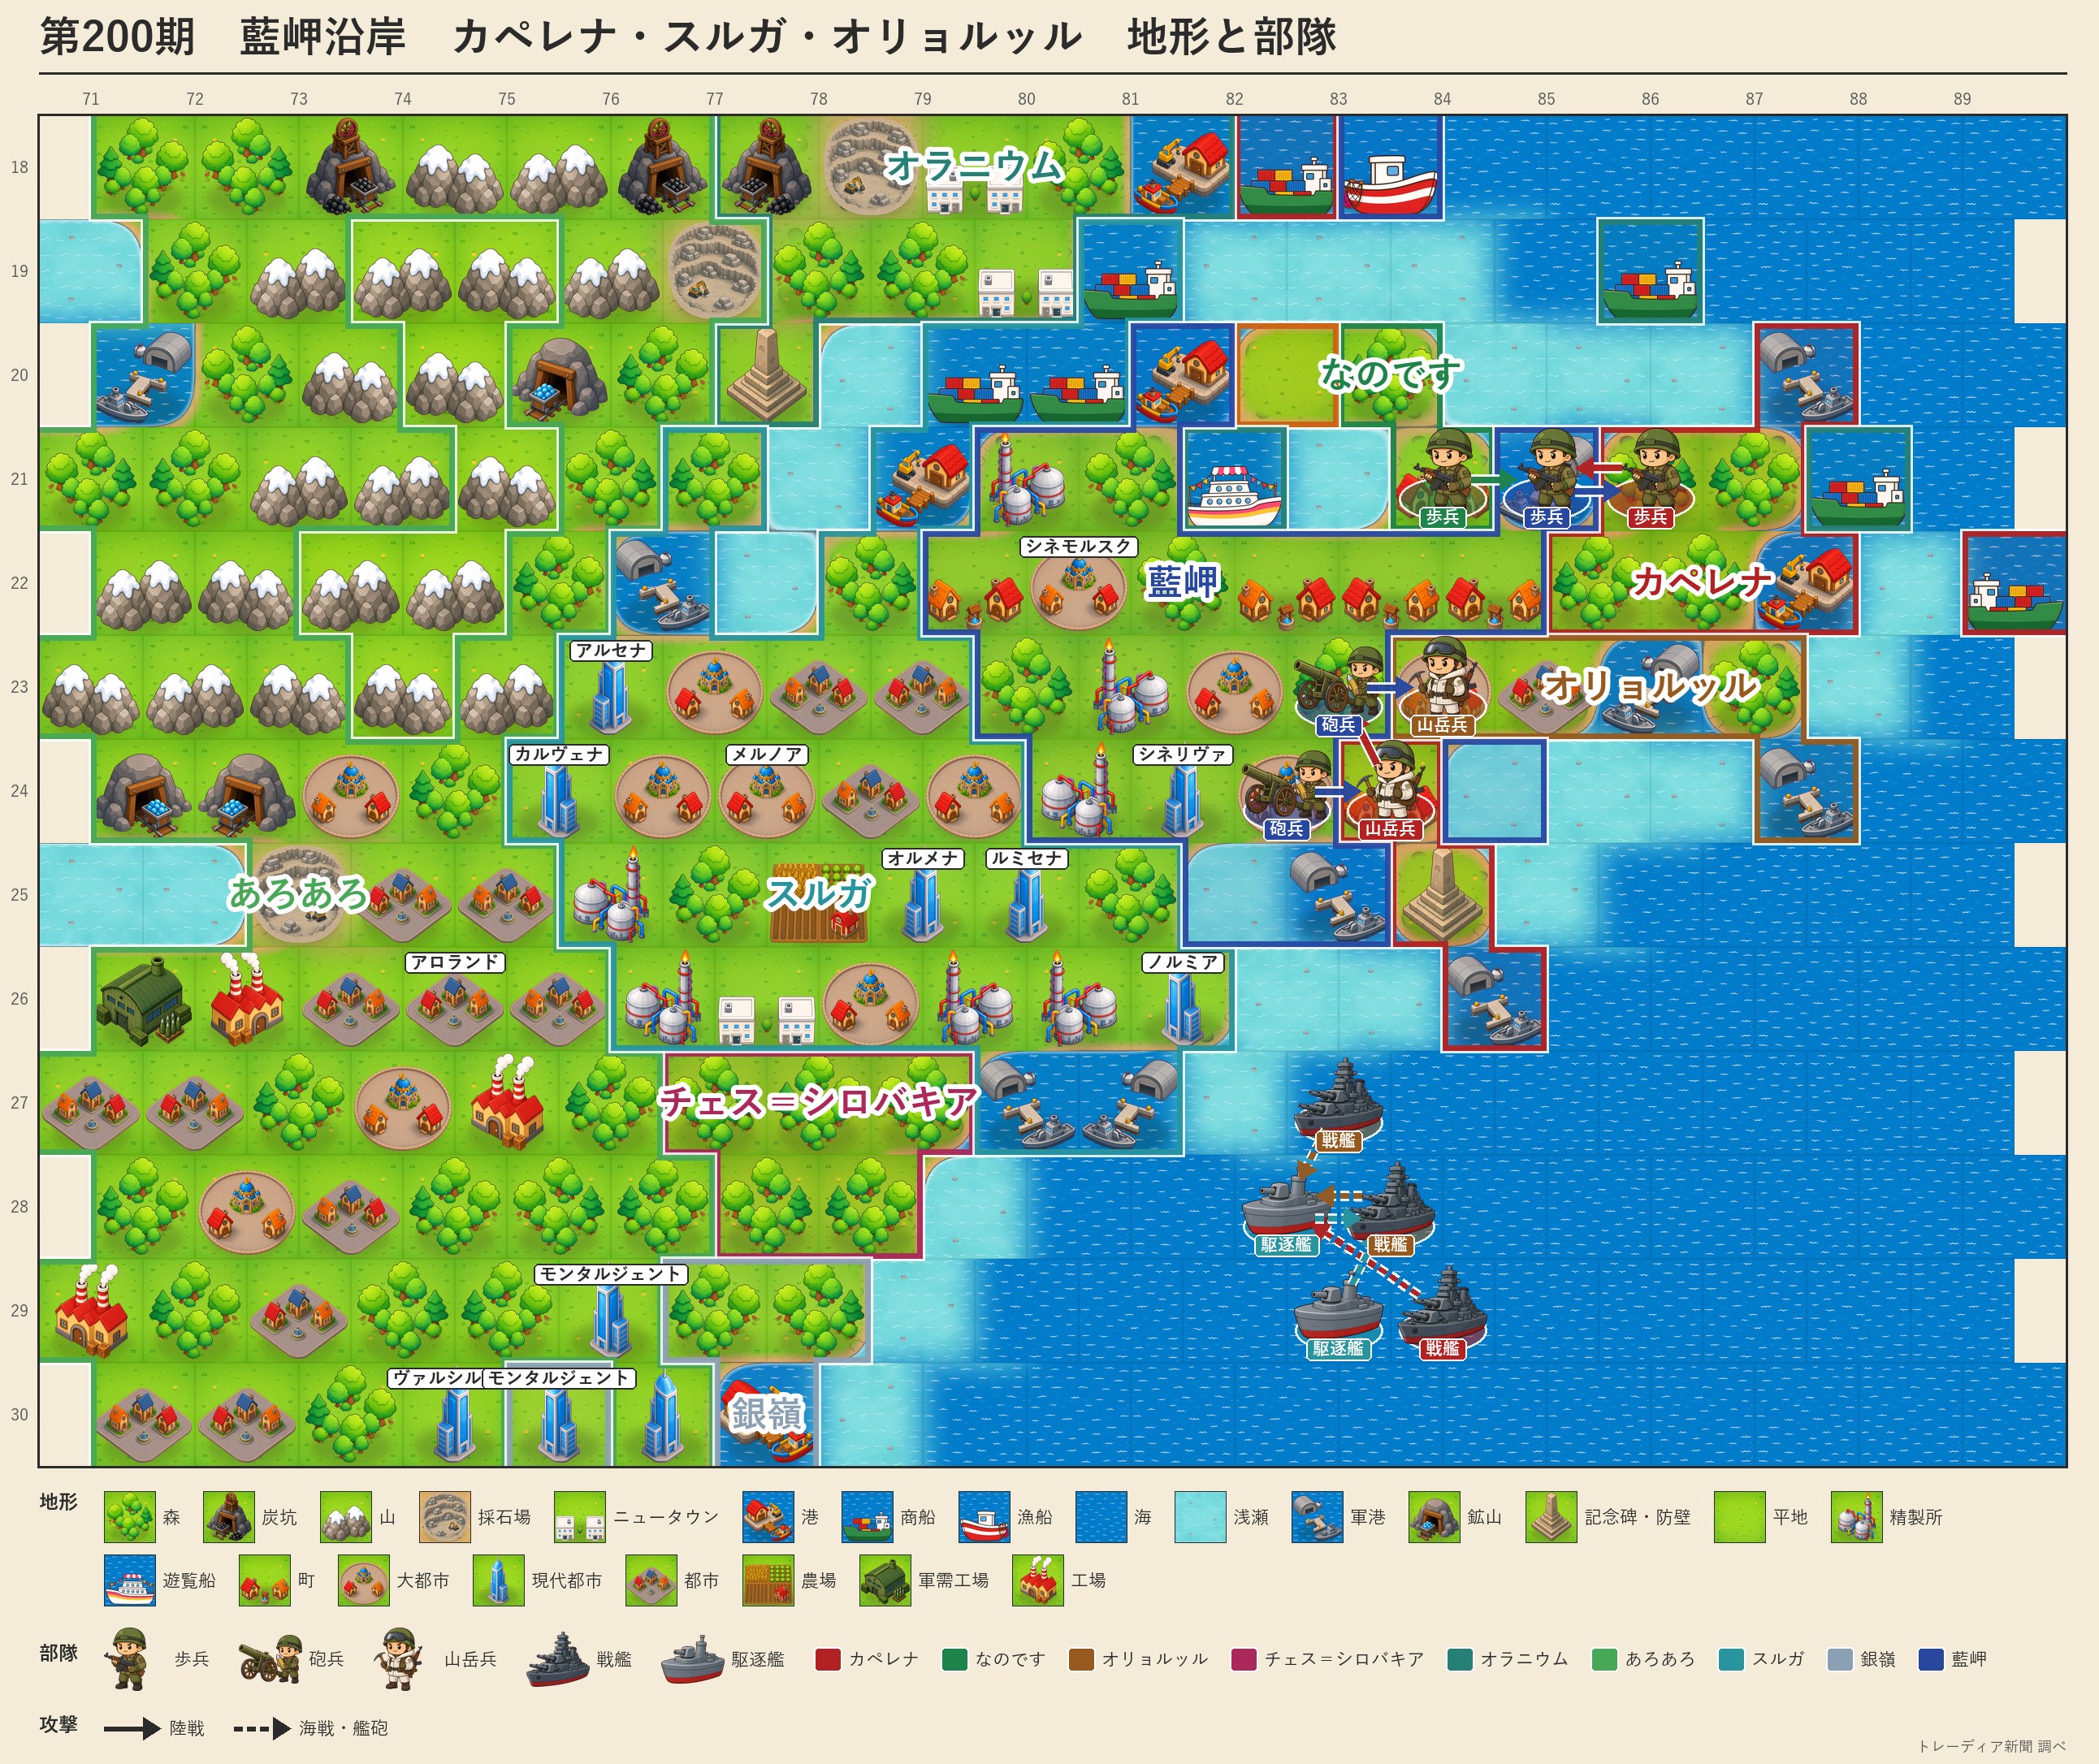 第200期 藍岬沿岸 カペレナ・スルガ・オリョルッル 地形と部隊
71 72 73 74 75 76 77 78 79 80 81 82 83 84 85 86 87 88 89
18
オラニウム
19
20
なのです
21
歩兵 歩兵 歩兵
シネモルスク
22
藍岬 カペレナ
アルセナ
23
オリョルッル
砲兵 山岳兵
カルヴェナ メルノア シネリヴァ
24
砲兵 山岳兵
オルメナ ルミセナ
25
あろあろ スルガ
アロランド ノルミア
26
27
チェス＝シロバキア
戦艦
28
駆逐艦 戦艦
モンタルジェント
29
駆逐艦 戦艦
ヴァルシル モンタルジェント
30
銀嶺
地形 森 炭坑 山 採石場 ニュータウン 港 商船 漁船 海 浅瀬 軍港 鉱山 記念碑・防壁 平地 精製所
遊覧船 町 大都市 現代都市 都市 農場 軍需工場 工場
部隊 歩兵 砲兵 山岳兵 戦艦 駆逐艦 カペレナ なのです オリョルッル チェス＝シロバキア オラニウム あろあろ スルガ 銀嶺 藍岬
攻撃 陸戦 海戦・艦砲
トレーディア新聞 調べ